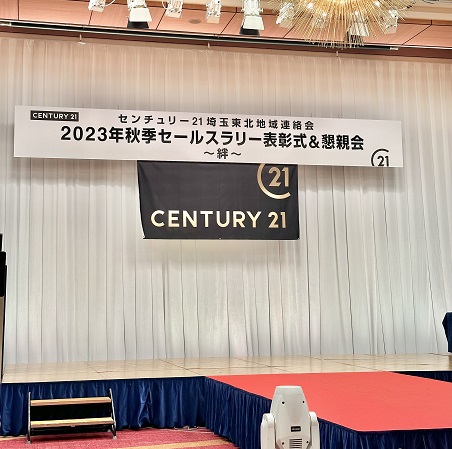 CENTURY 21
センチュリー21埼玉東北地域連絡会
2023年秋季セールスラリー表彰式＆懇親会
～絆～
21
21
CENTURY 21